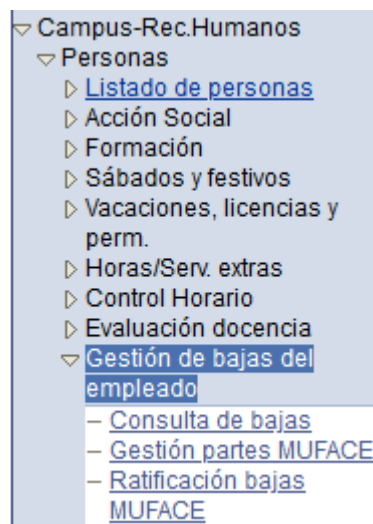 Campus-Rec.Humanos
Personas
Listado de personas
Acción Social
Formación
Sábados y festivos
Vacaciones, licencias y
perm.
Horas/Serv. extras
Control Horario
Evaluación docencia
Gestión de bajas del
empleado
– Consulta de bajas
– Gestión partes MUFACE
– Ratificación bajas
MUFACE